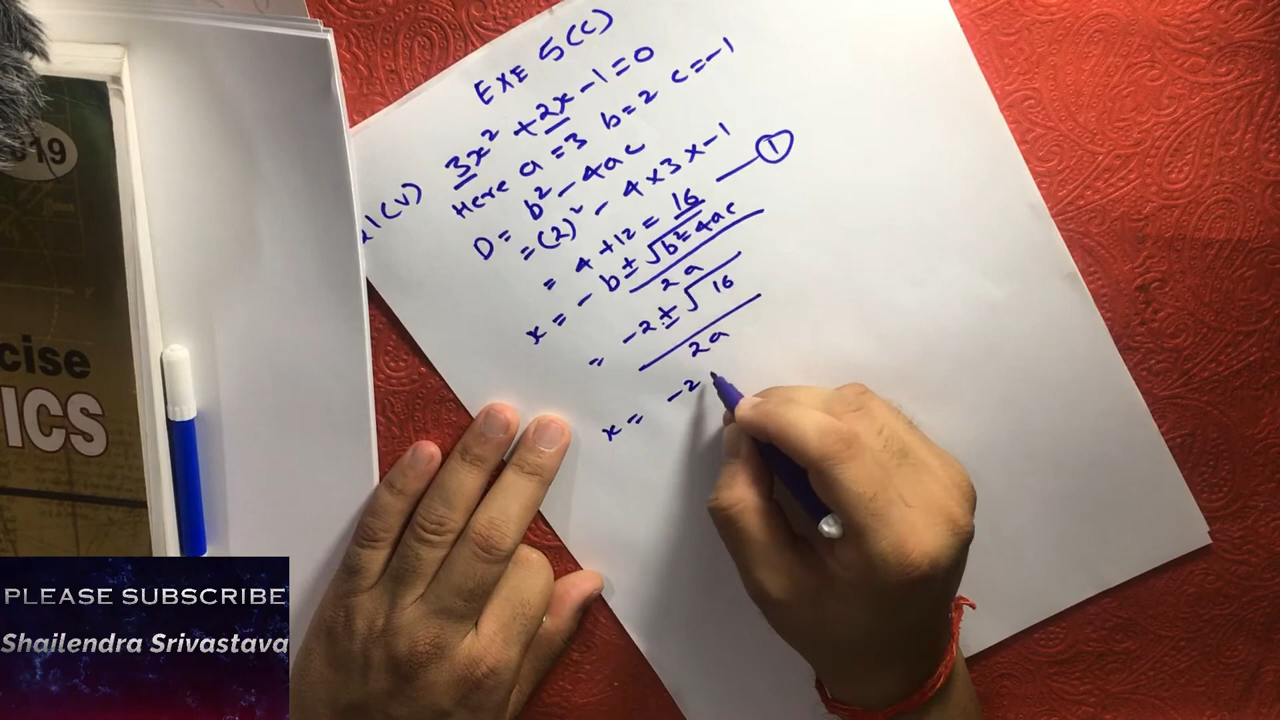 EXE 5(C)
1(V) 3x² + 2x - 1 = 0
Here a = 3 b = 2 c = -1
D = b² - 4ac
= (2)² - 4 x 3 x -1
= 4 + 12 = 16 — ①
x = - b ± √b² - 4ac
2a
= -2 ± √16
2a
x = -2
19
cise
ICS
PLEASE SUBSCRIBE
Shailendra Srivastava